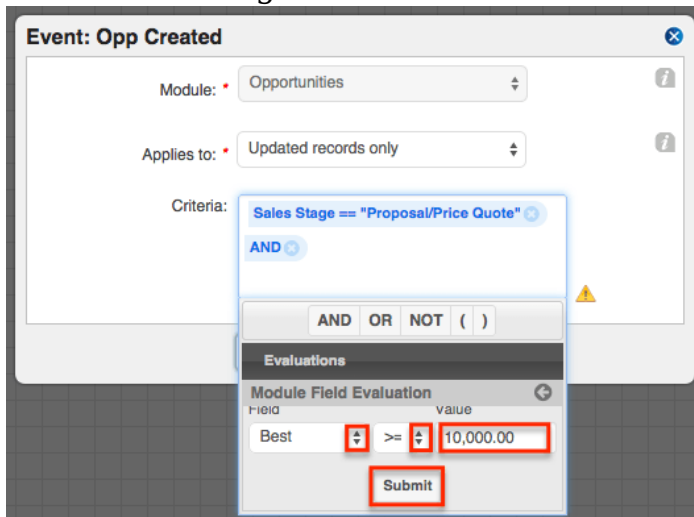 Event: Opp Created
Module: * Opportunities
Applies to: * Updated records only
Criteria: Sales Stage == "Proposal/Price Quote"
AND
AND OR NOT ( )
Evaluations
Module Field Evaluation
Field Value
Best >= 10,000.00
Submit